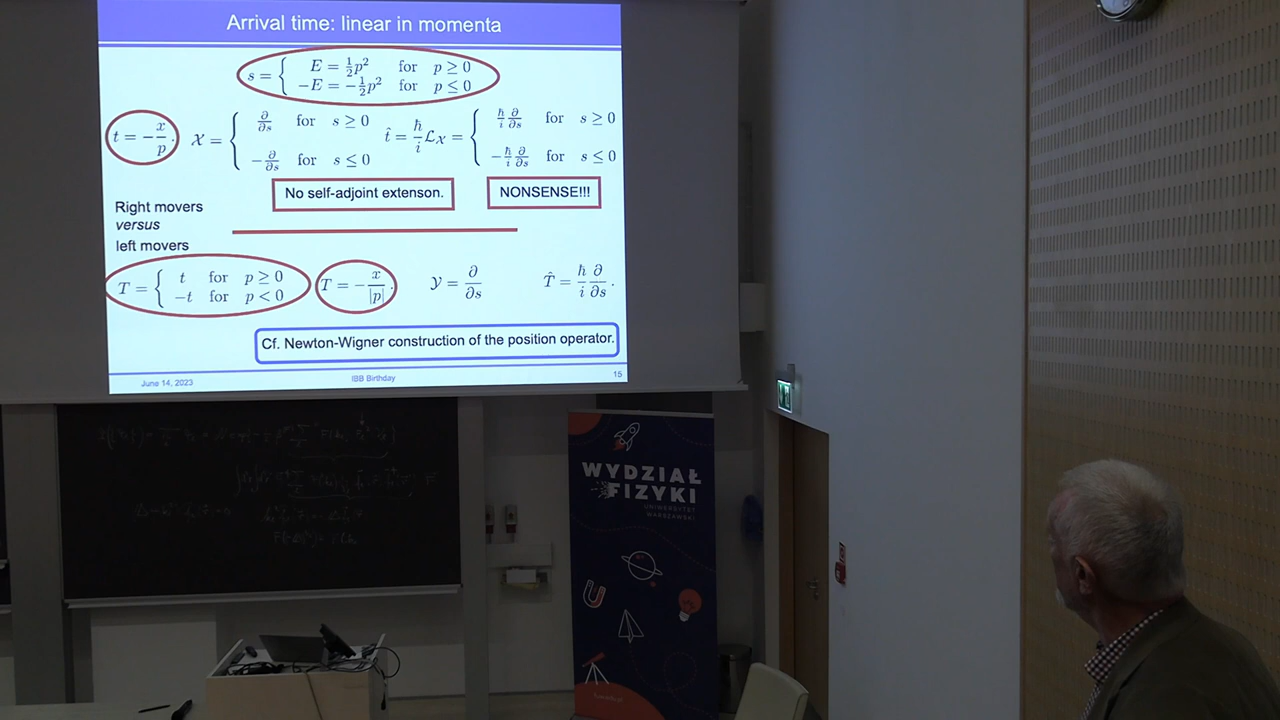 Arrival time: linear in momenta
s = { E = ½p² for p ≥ 0
−E = −½p² for p ≤ 0
t = −x/p. 𝒳 = { ∂/∂s for s ≥ 0 t̂ = ħ/i ℒ_𝒳 = { ħ/i ∂/∂s for s ≥ 0
−∂/∂s for s ≤ 0 −ħ/i ∂/∂s for s ≤ 0
No self-adjoint extenson. NONSENSE!!!
Right movers
versus
left movers
T = { t for p ≥ 0
−t for p < 0
T = −x/|p|. 𝒴 = ∂/∂s T̂ = ħ/i ∂/∂s.
Cf. Newton-Wigner construction of the position operator.
June 14, 2023 IBB Birthday 15
WYDZIAŁ
FIZYKI
UNIWERSYTET
WARSZAWSKI